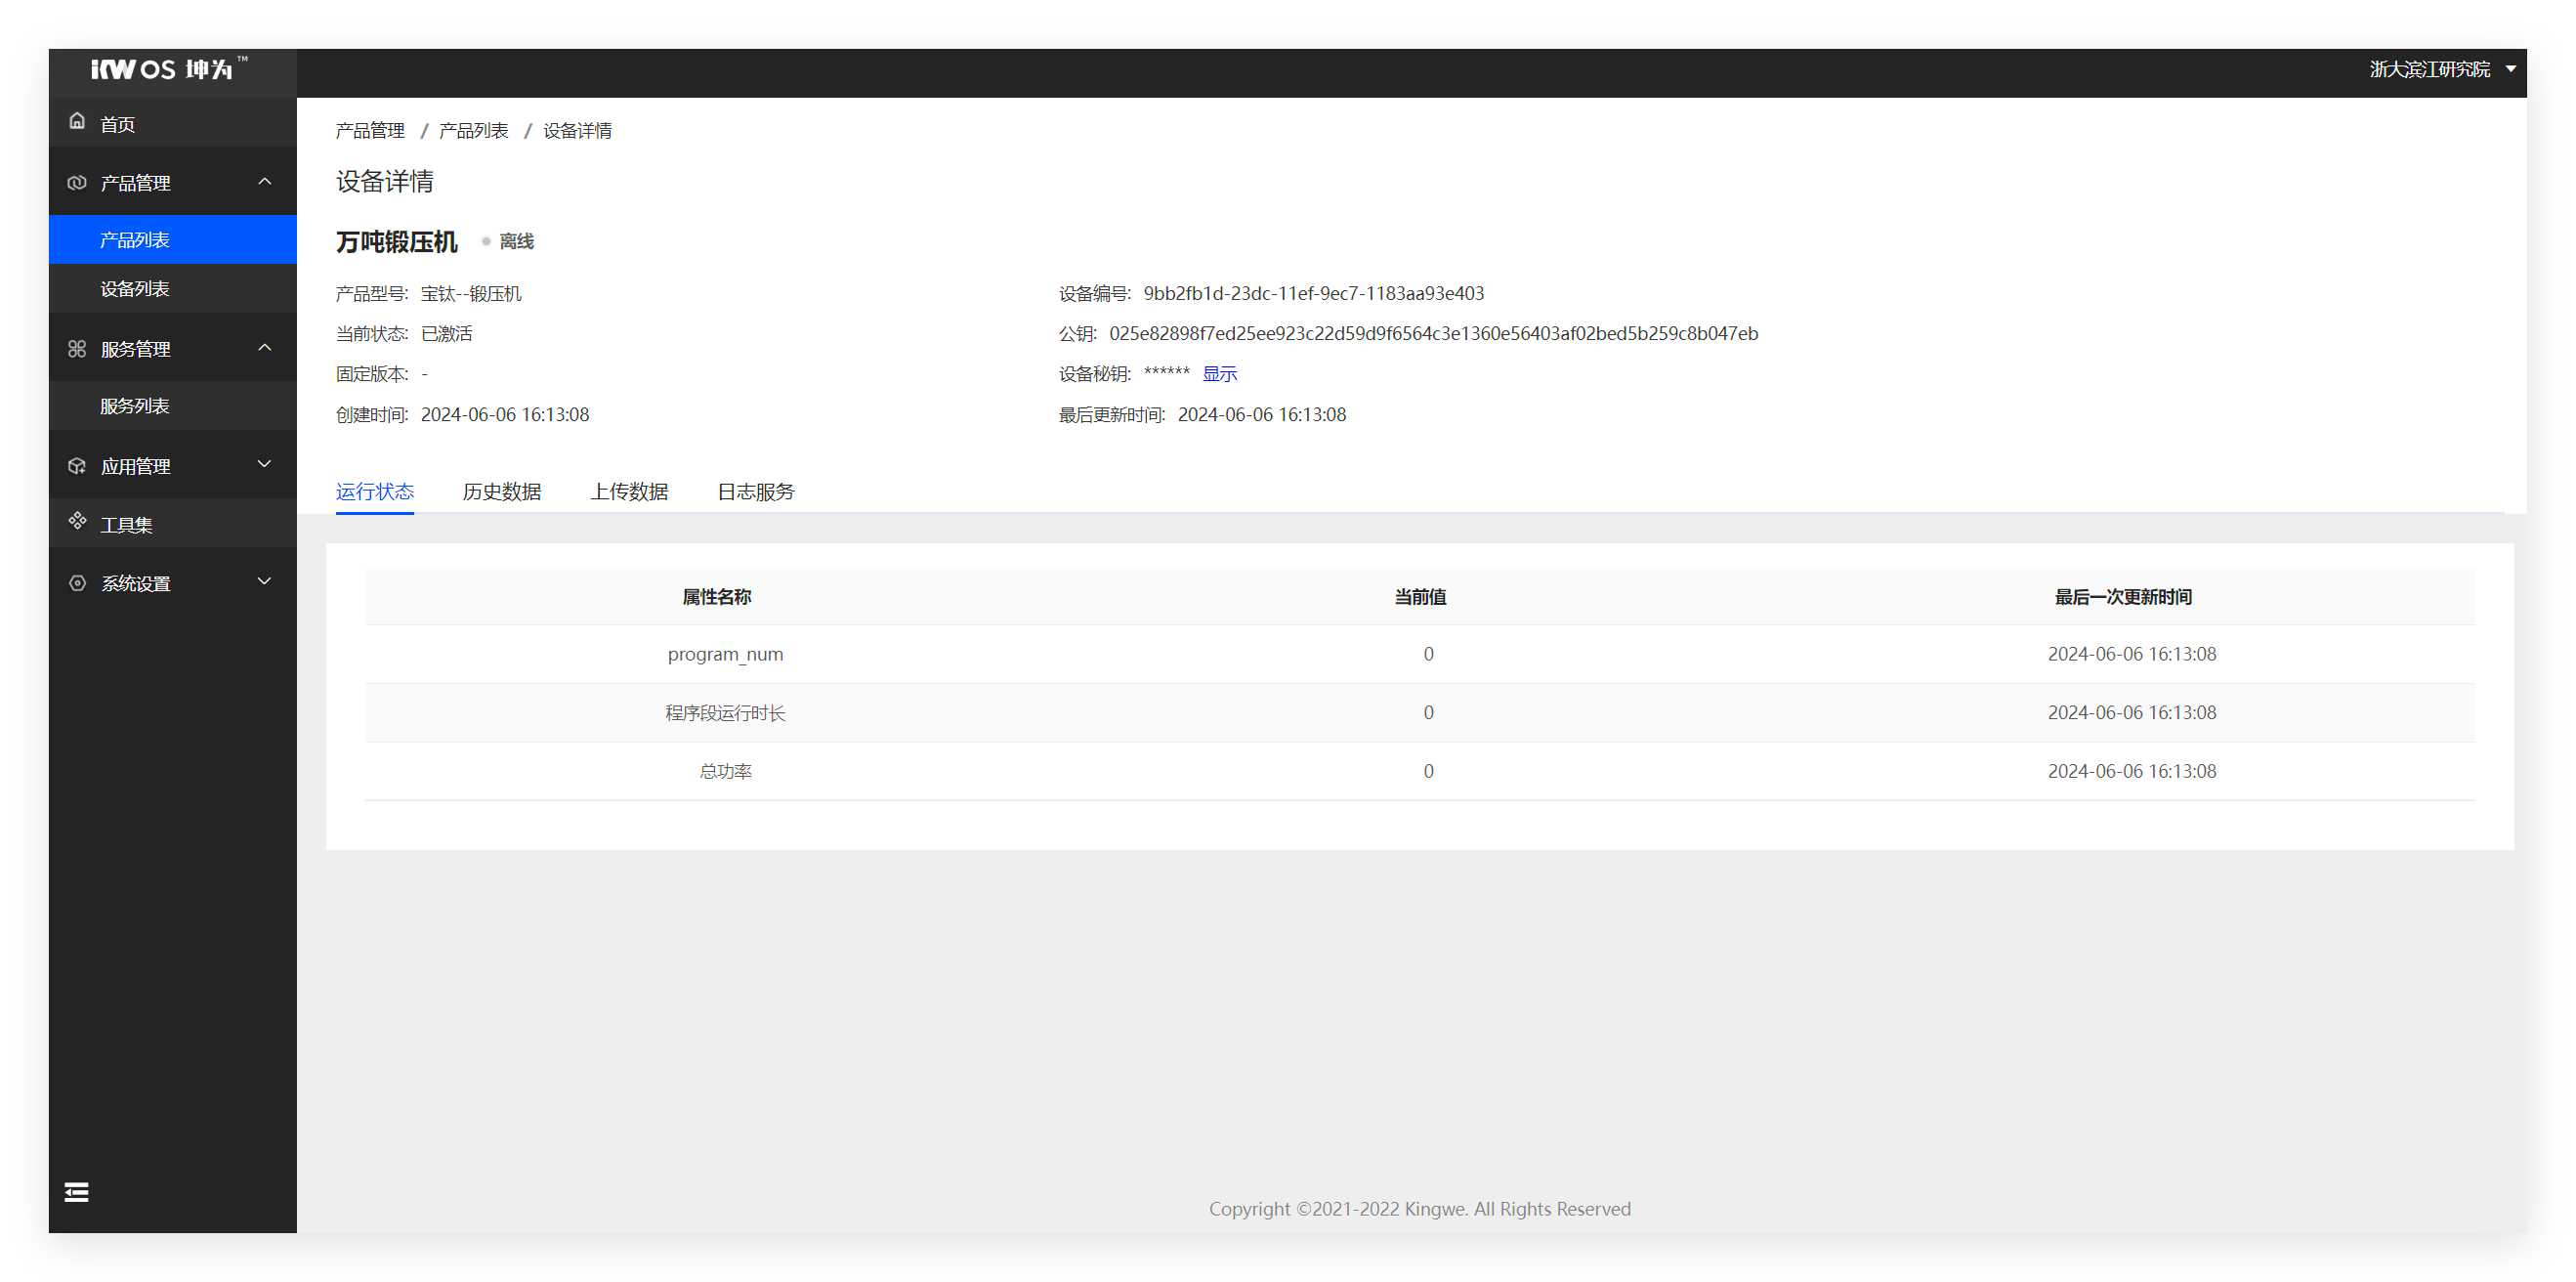 iKW OS 坤为™
浙大滨江研究院
首页
产品管理
产品列表
设备列表
服务管理
服务列表
应用管理
工具集
系统设置
产品管理 / 产品列表 / 设备详情
设备详情
万吨锻压机 离线
产品型号: 宝钛--锻压机 设备编号: 9bb2fb1d-23dc-11ef-9ec7-1183aa93e403
当前状态: 已激活 公钥: 025e82898f7ed25ee923c22d59d9f6564c3e1360e56403af02bed5b259c8b047eb
固定版本: - 设备秘钥: ****** 显示
创建时间: 2024-06-06 16:13:08 最后更新时间: 2024-06-06 16:13:08
运行状态 历史数据 上传数据 日志服务
属性名称 当前值 最后一次更新时间
program_num 0 2024-06-06 16:13:08
程序段运行时长 0 2024-06-06 16:13:08
总功率 0 2024-06-06 16:13:08
Copyright ©2021-2022 Kingwe. All Rights Reserved